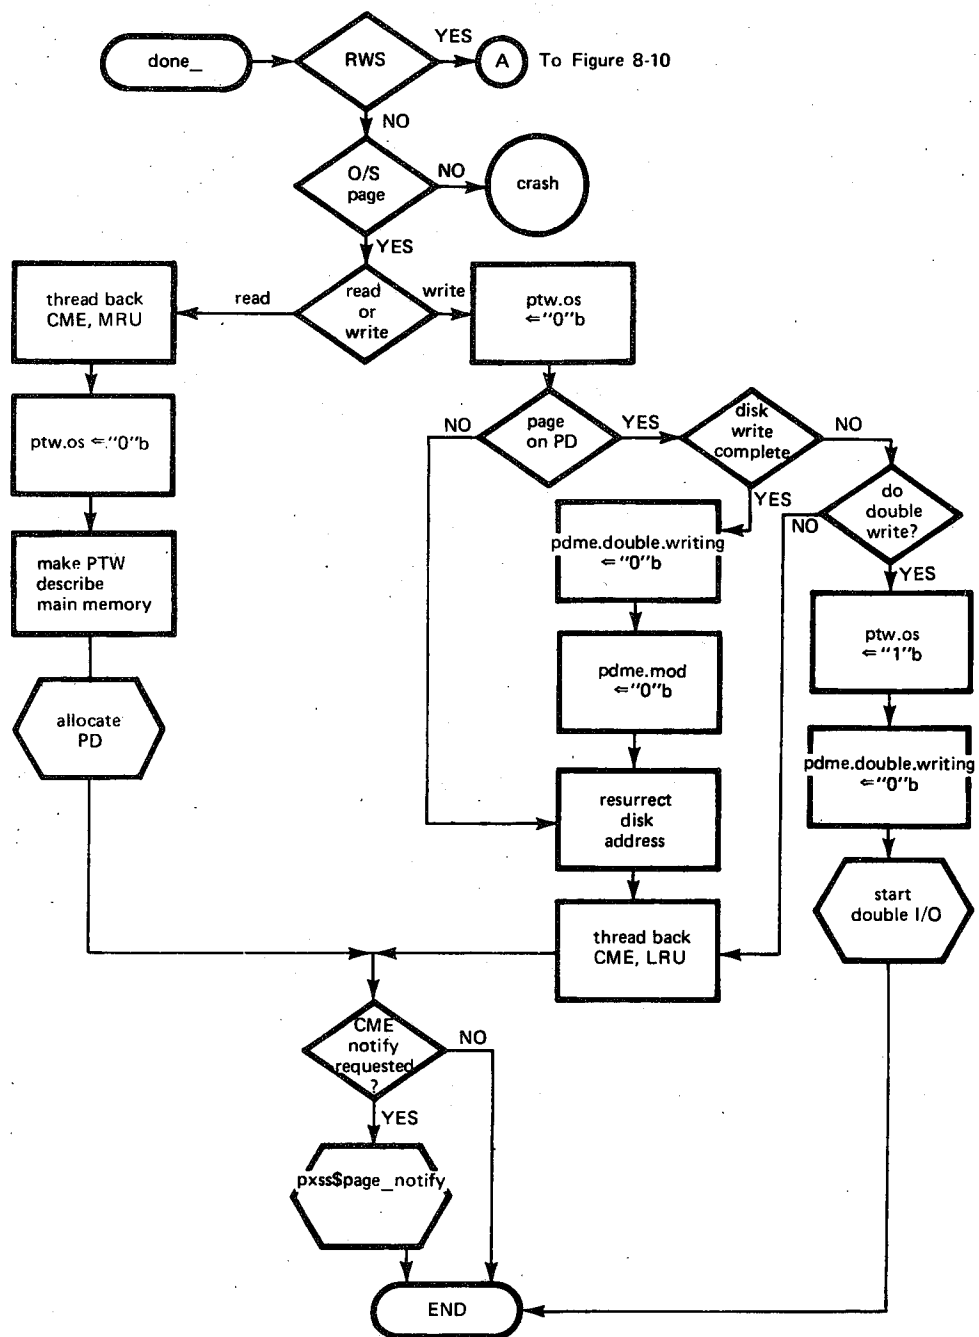 done_
RWS
YES
A
To Figure 8-10
NO
O/S
page
NO
crash
YES
thread back
CME, MRU
read
read
or
write
write
ptw.os
⇐"0"b
ptw.os ⇐"0"b
NO
page
on PD
YES
disk
write
complete
NO
YES
do
double
write?
NO
YES
make PTW
describe
main memory
pdme.double.writing
⇐"0"b
ptw.os
⇐"1"b
allocate
PD
pdme.mod
⇐"0"b
pdme.double.writing
⇐"0"b
resurrect
disk
address
start
double I/O
thread back
CME, LRU
CME
notify
requested
?
NO
YES
pxss$page_notify
END